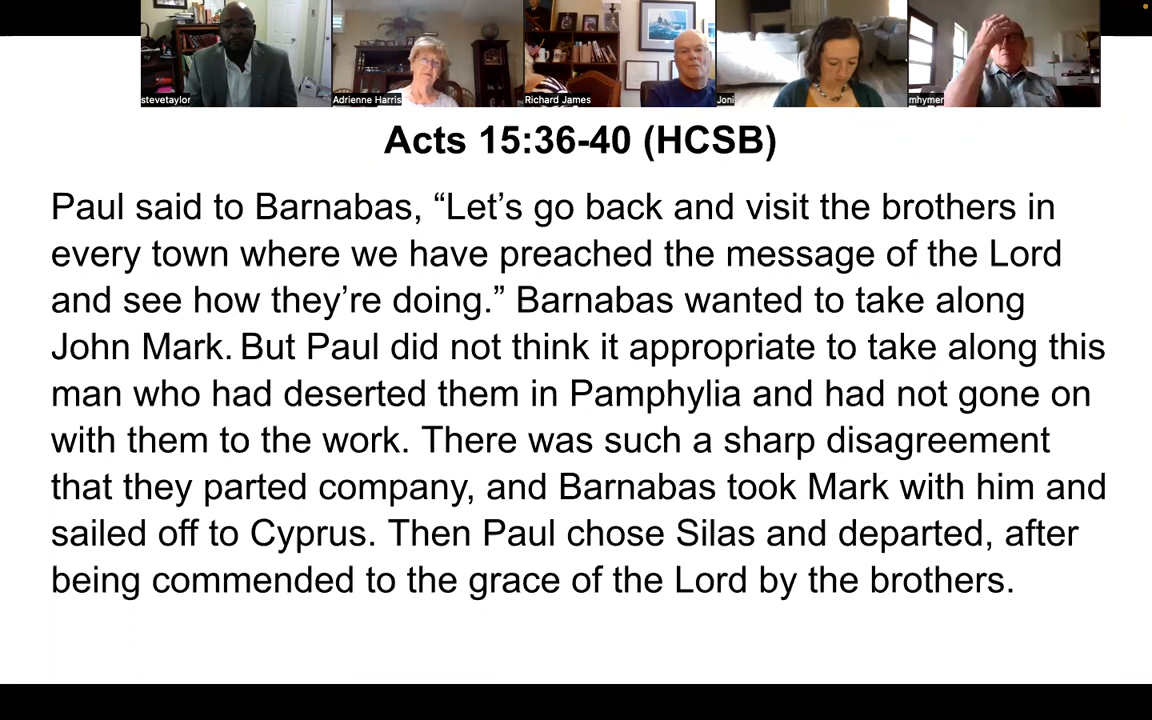 stevetaylor
Adrienne Harris
Richard James
Joni
mhymer
Acts 15:36-40 (HCSB)
Paul said to Barnabas, “Let’s go back and visit the brothers in
every town where we have preached the message of the Lord
and see how they’re doing.” Barnabas wanted to take along
John Mark. But Paul did not think it appropriate to take along this
man who had deserted them in Pamphylia and had not gone on
with them to the work. There was such a sharp disagreement
that they parted company, and Barnabas took Mark with him and
sailed off to Cyprus. Then Paul chose Silas and departed, after
being commended to the grace of the Lord by the brothers.